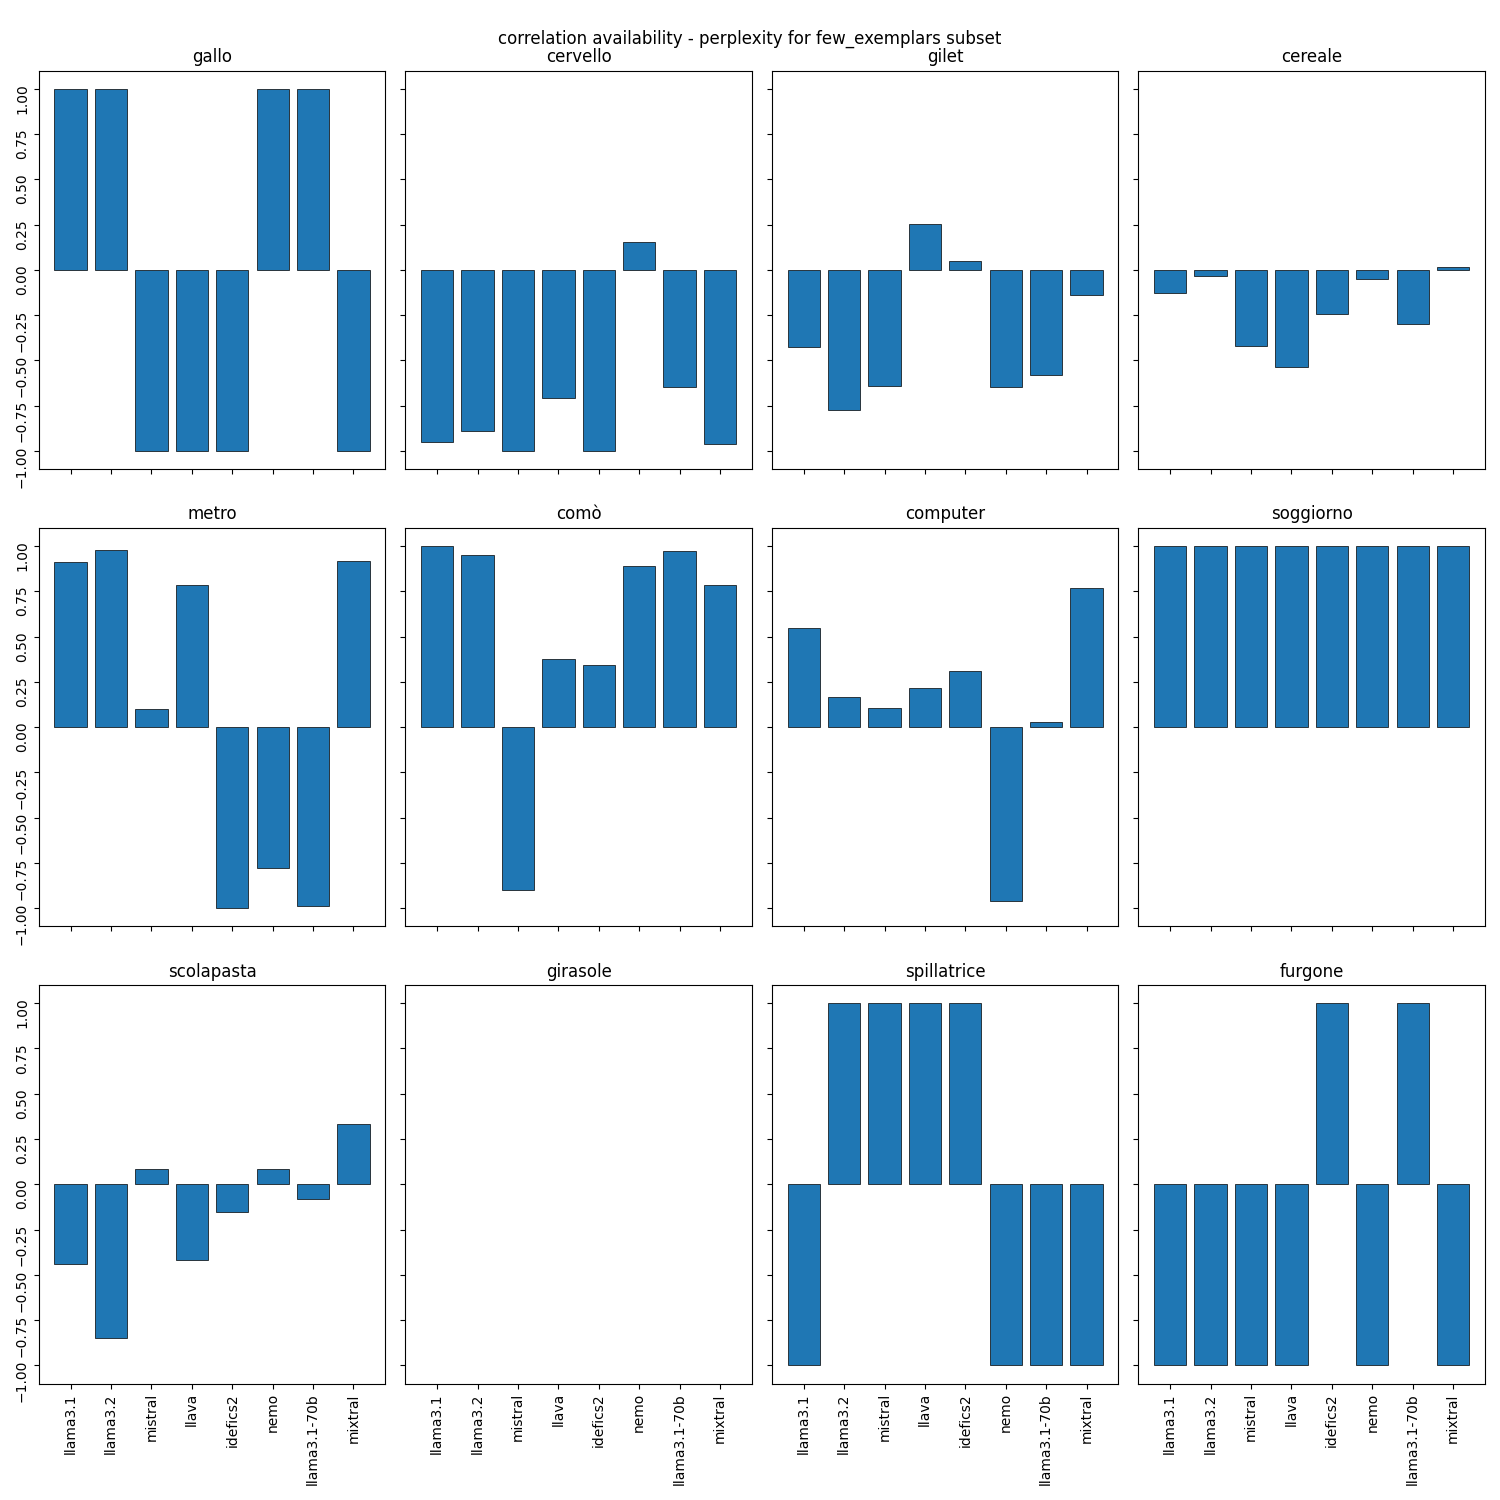 correlation availability - perplexity for few_exemplars subset
gallo
cervello
gilet
cereale
1.00
0.75
0.50
0.25
0.00
−0.25
−0.50
−0.75
−1.00
metro
comò
computer
soggiorno
1.00
0.75
0.50
0.25
0.00
−0.25
−0.50
−0.75
−1.00
scolapasta
girasole
spillatrice
furgone
1.00
0.75
0.50
0.25
0.00
−0.25
−0.50
−0.75
−1.00
llama3.1
llama3.2
mistral
llava
idefics2
nemo
llama3.1-70b
mixtral
llama3.1
llama3.2
mistral
llava
idefics2
nemo
llama3.1-70b
mixtral
llama3.1
llama3.2
mistral
llava
idefics2
nemo
llama3.1-70b
mixtral
llama3.1
llama3.2
mistral
llava
idefics2
nemo
llama3.1-70b
mixtral